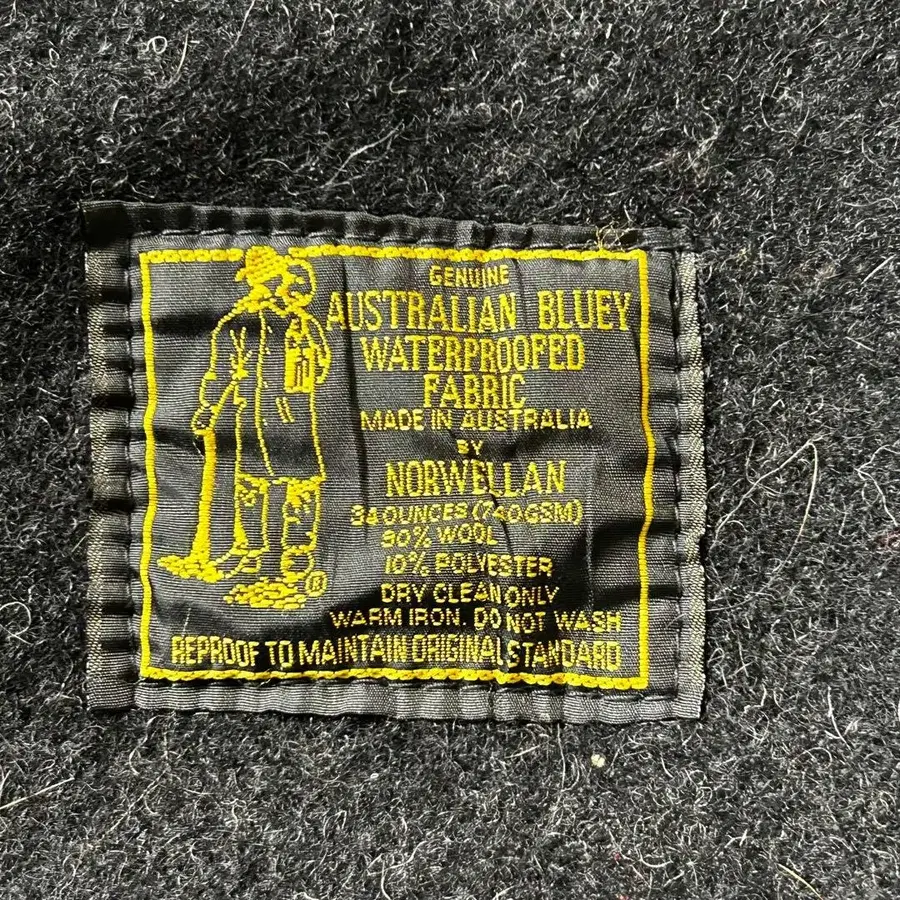 GENUINE
AUSTRALIAN BLUEY
WATERPROOFED
FABRIC
MADE IN AUSTRALIA
BY
NORWELLAN
34 OUNCES (740GSM)
90% WOOL
10% POLYESTER
DRY CLEAN ONLY
WARM IRON. DO NOT WASH
REPROOF TO MAINTAIN ORIGINAL STANDARD
®